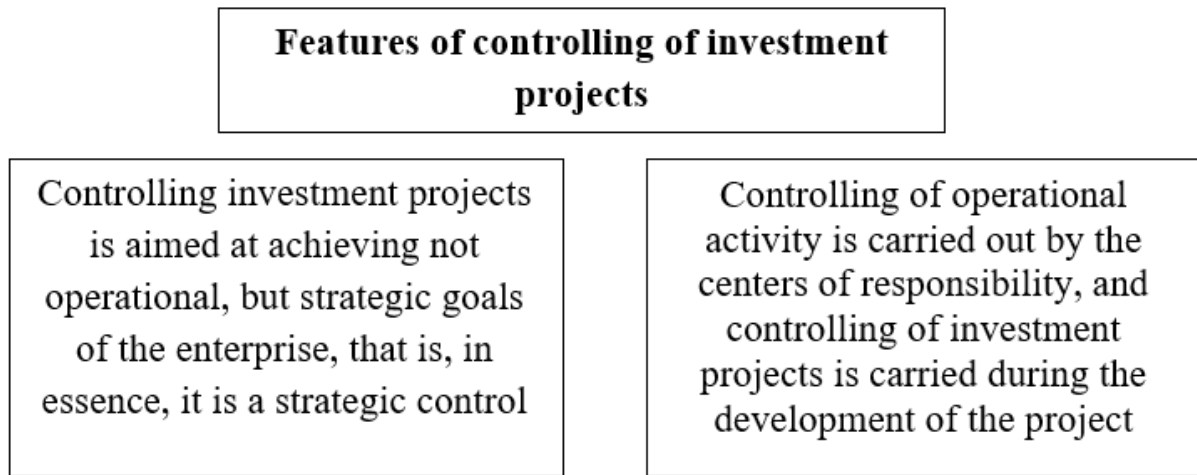 Features of controlling of investment
projects
Controlling investment projects
is aimed at achieving not
operational, but strategic goals
of the enterprise, that is, in
essence, it is a strategic control
Controlling of operational
activity is carried out by the
centers of responsibility, and
controlling of investment
projects is carried during the
development of the project